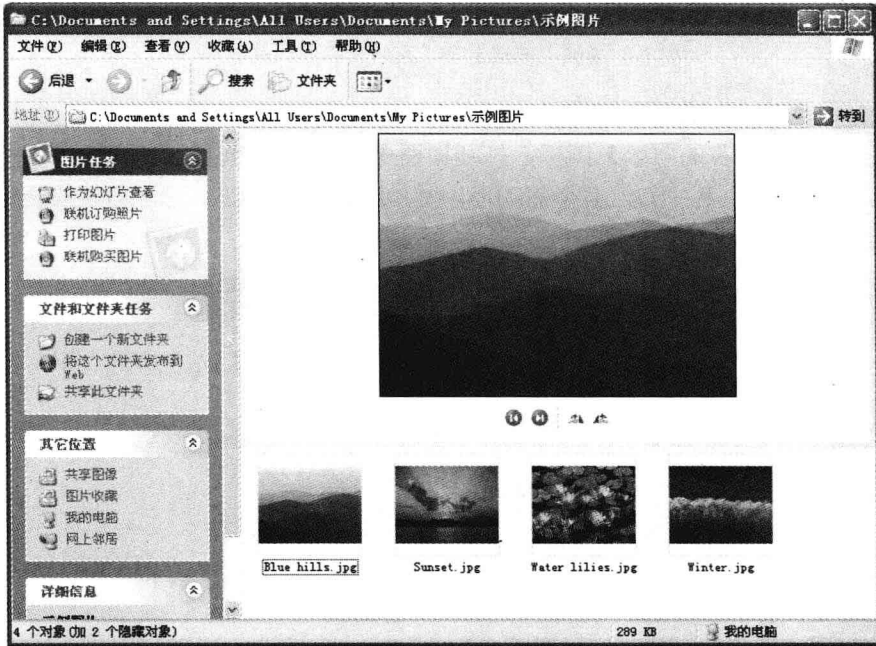 C:\Documents and Settings\All Users\Documents\My Pictures\示例图片
文件(F) 编辑(E) 查看(V) 收藏(A) 工具(T) 帮助(H)
后退 搜索 文件夹
地址(D) C:\Documents and Settings\All Users\Documents\My Pictures\示例图片 转到
图片任务
作为幻灯片查看
联机订购照片
打印图片
联机购买图片
文件和文件夹任务
创建一个新文件夹
将这个文件夹发布到
Web
共享此文件夹
其它位置
共享图像
图片收藏
我的电脑
网上邻居
详细信息
示例图片
Blue hills.jpg Sunset.jpg Water lilies.jpg Winter.jpg
4 个对象(加 2 个隐藏对象) 289 KB 我的电脑